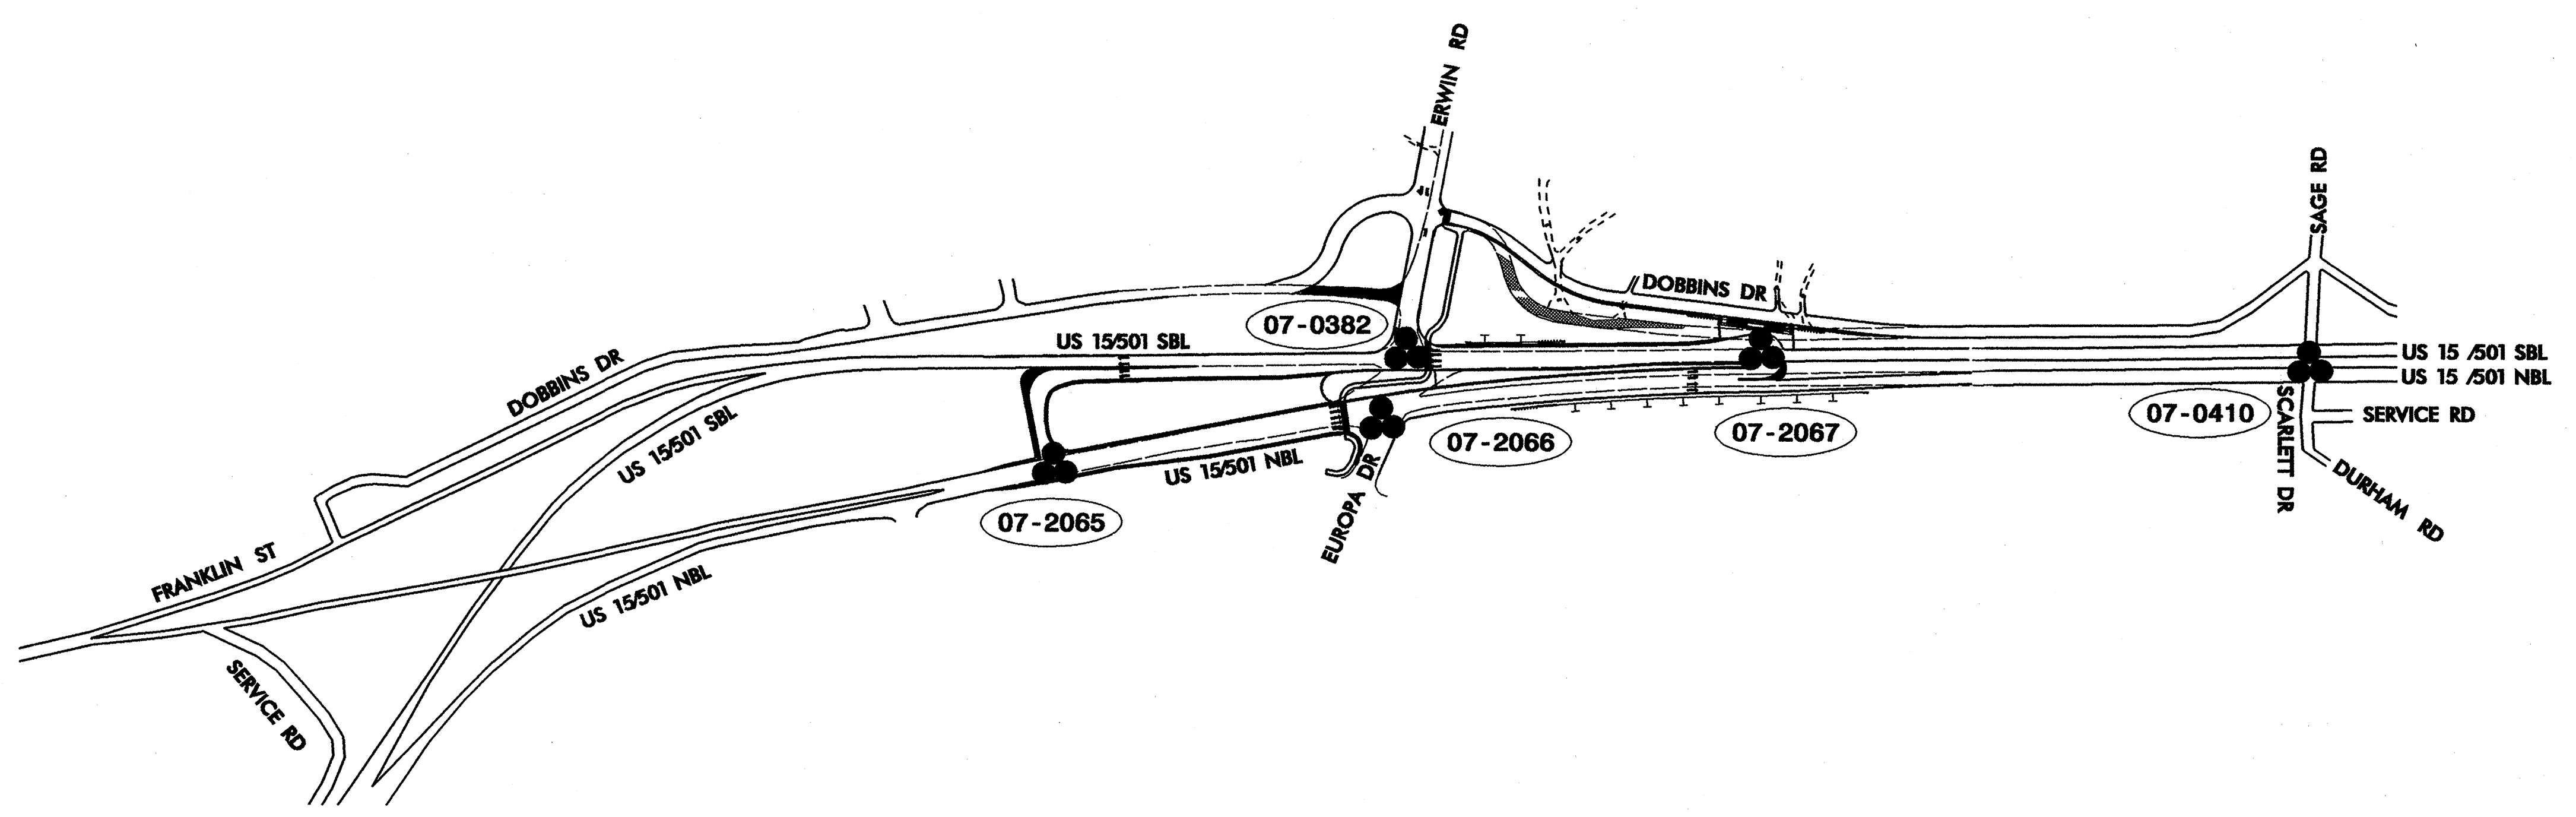 ERWIN RD
SAGE RD
DOBBINS DR
07-0382
US 15/501 SBL
US 15 /501 SBL
US 15 /501 NBL
DOBBINS DR
US 15/501 SBL
07-2066
07-2067
07-0410
SERVICE RD
SCARLETT DR
DURHAM RD
US 15/501 NBL
EUROPA DR
07-2065
FRANKLIN ST
US 15/501 NBL
SERVICE RD